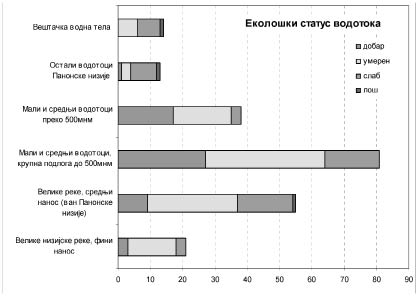 Еколошки статус водотока
добар
умерен
слаб
лош
Вештачка водна тела
Остали водотоци
Панонске низије
Мали и средњи водотоци
преко 500мнм
Мали и средњи водотоци,
крупна подлога до 500мнм
Велике реке, средњи
нанос (ван Панонске
низије)
Велике низијске реке, фини
нанос
0 10 20 30 40 50 60 70 80 90